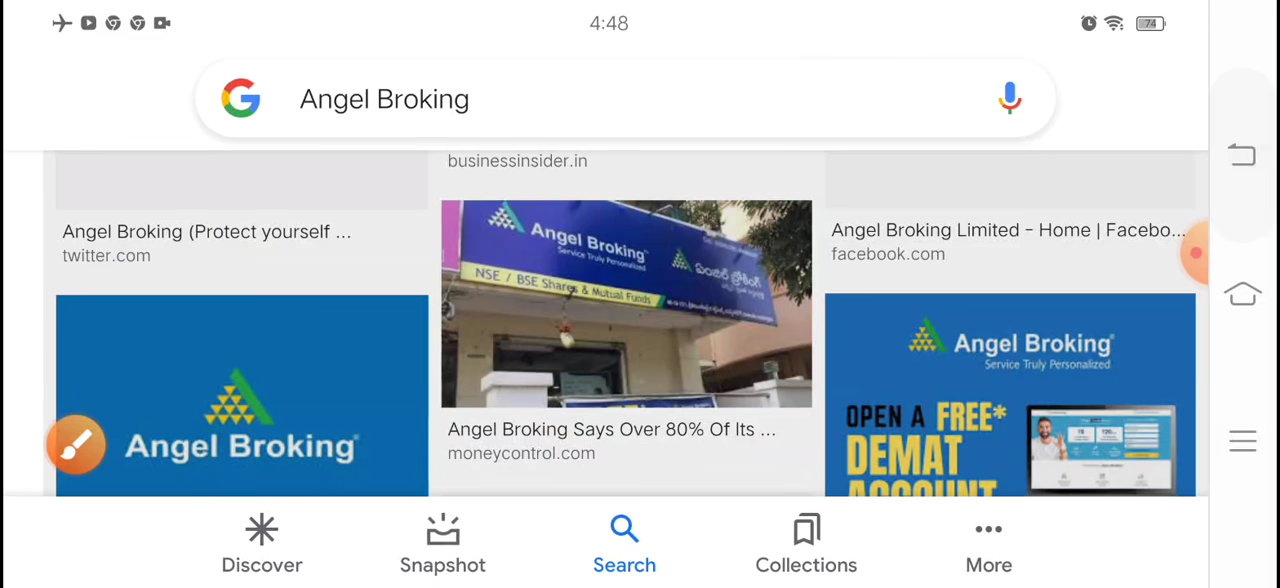 4:48
74
Angel Broking
businessinsider.in
Angel Broking (Protect yourself ...
twitter.com
Angel Broking
Angel Broking
Service Truly Personalized
NSE / BSE Shares & Mutual Funds
ఏంజిల్ బ్రోకింగ్
Angel Broking Says Over 80% Of Its ...
moneycontrol.com
Angel Broking Limited - Home | Facebo...
facebook.com
Angel Broking
Service Truly Personalized
OPEN A FREE*
DEMAT
ACCOUNT
Discover
Snapshot
Search
Collections
More